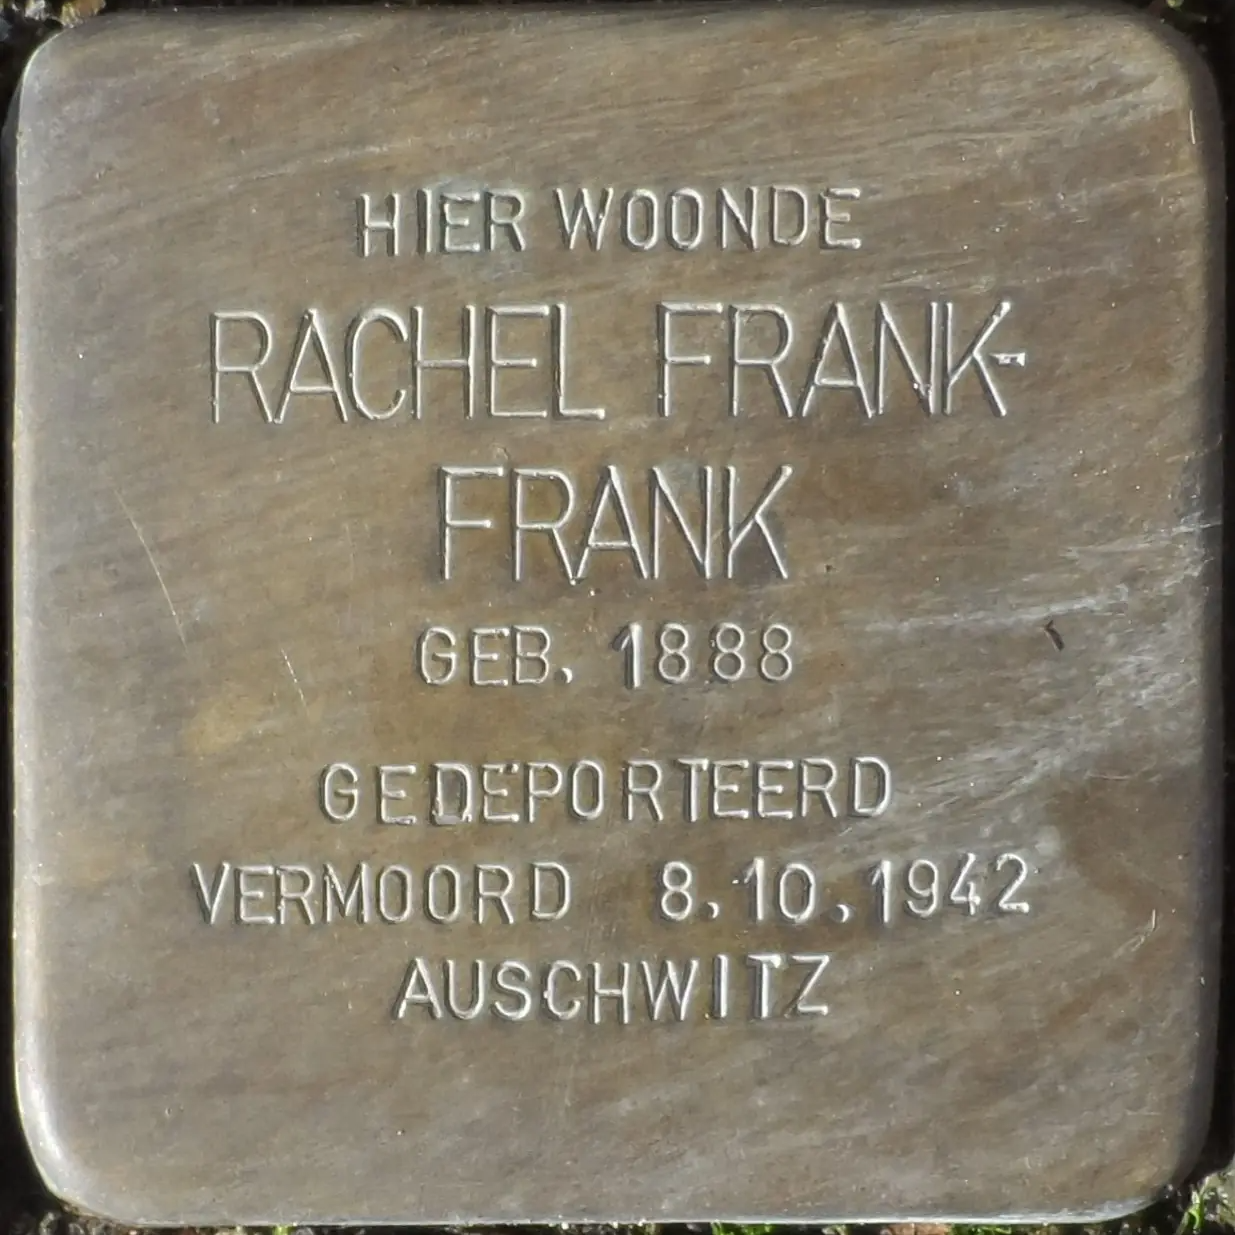 HIER WOONDE
RACHEL FRANK-
FRANK
GEB. 1888
GEDEPORTEERD
VERMOORD 8.10.1942
AUSCHWITZ